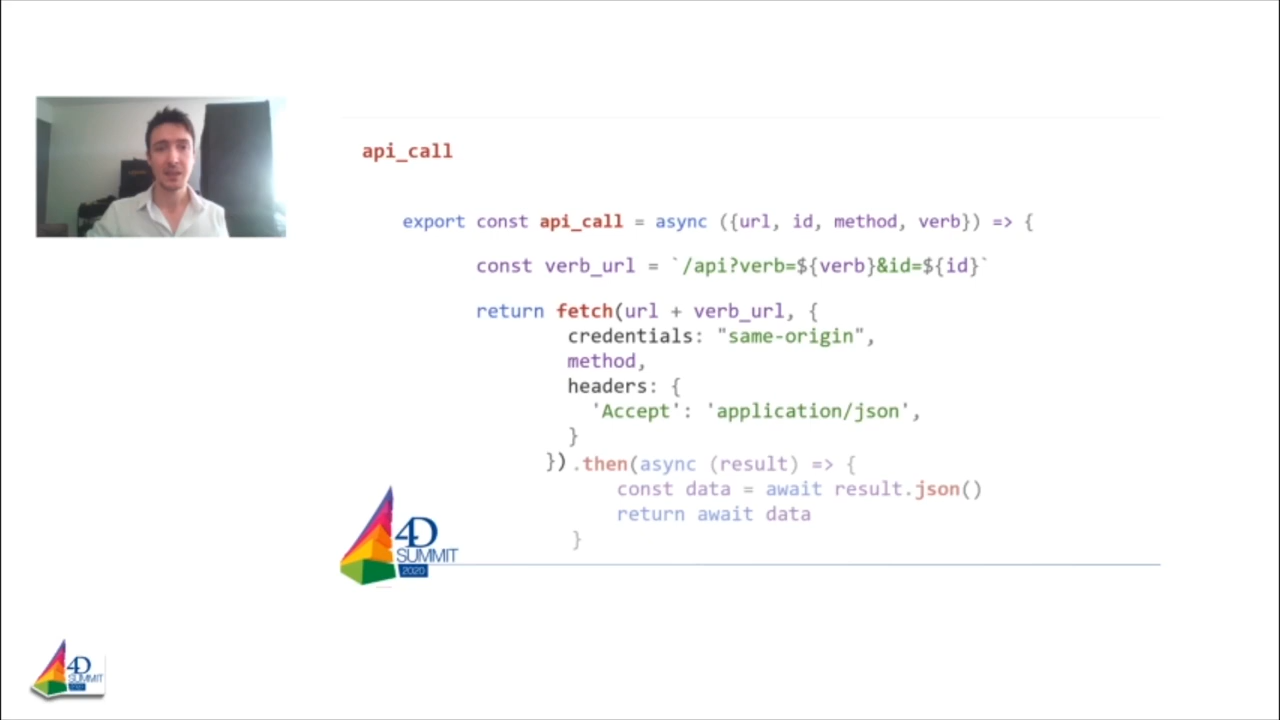 api_call
export const api_call = async ({url, id, method, verb}) => {
const verb_url = `/api?verb=${verb}&id=${id}`
return fetch(url + verb_url, {
credentials: "same-origin",
method,
headers: {
'Accept': 'application/json',
}
}).then(async (result) => {
const data = await result.json()
return await data
}
4D
SUMMIT
2020
4D
SUMMIT